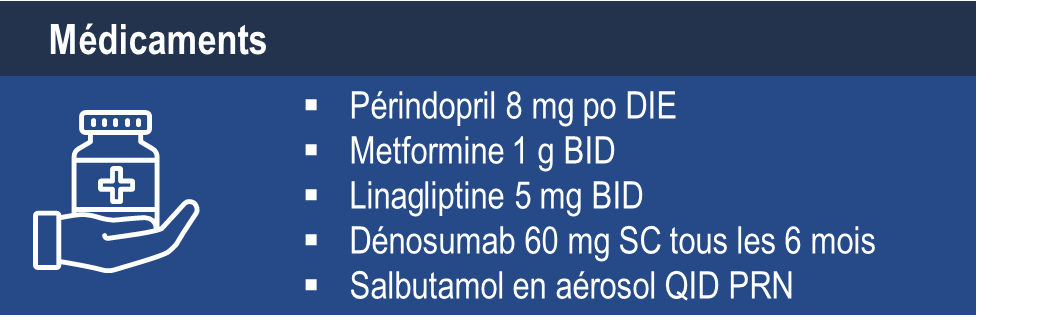 Médicaments
▪ Périndopril 8 mg po DIE
▪ Metformine 1 g BID
▪ Linagliptine 5 mg BID
▪ Dénosumab 60 mg SC tous les 6 mois
▪ Salbutamol en aérosol QID PRN